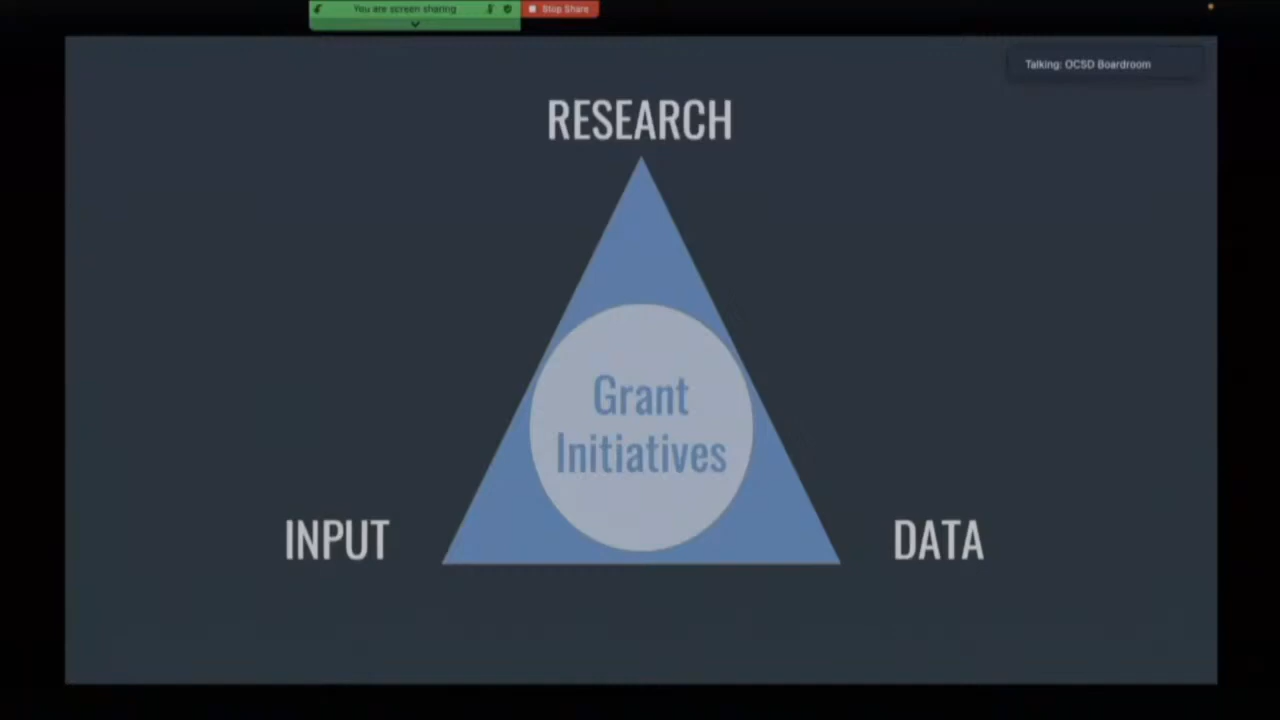 You are screen sharing
Stop Share
Talking: OCSD Boardroom
RESEARCH
Grant
Initiatives
INPUT
DATA